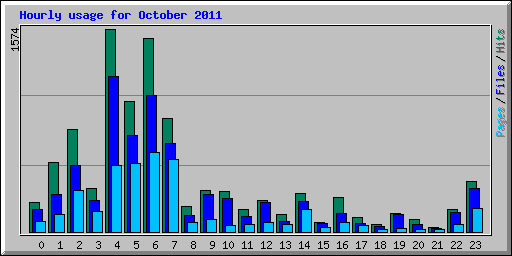 Hourly usage for October 2011
1574
Pages / Files / Hits
0 1 2 3 4 5 6 7 8 9 10 11 12 13 14 15 16 17 18 19 20 21 22 23